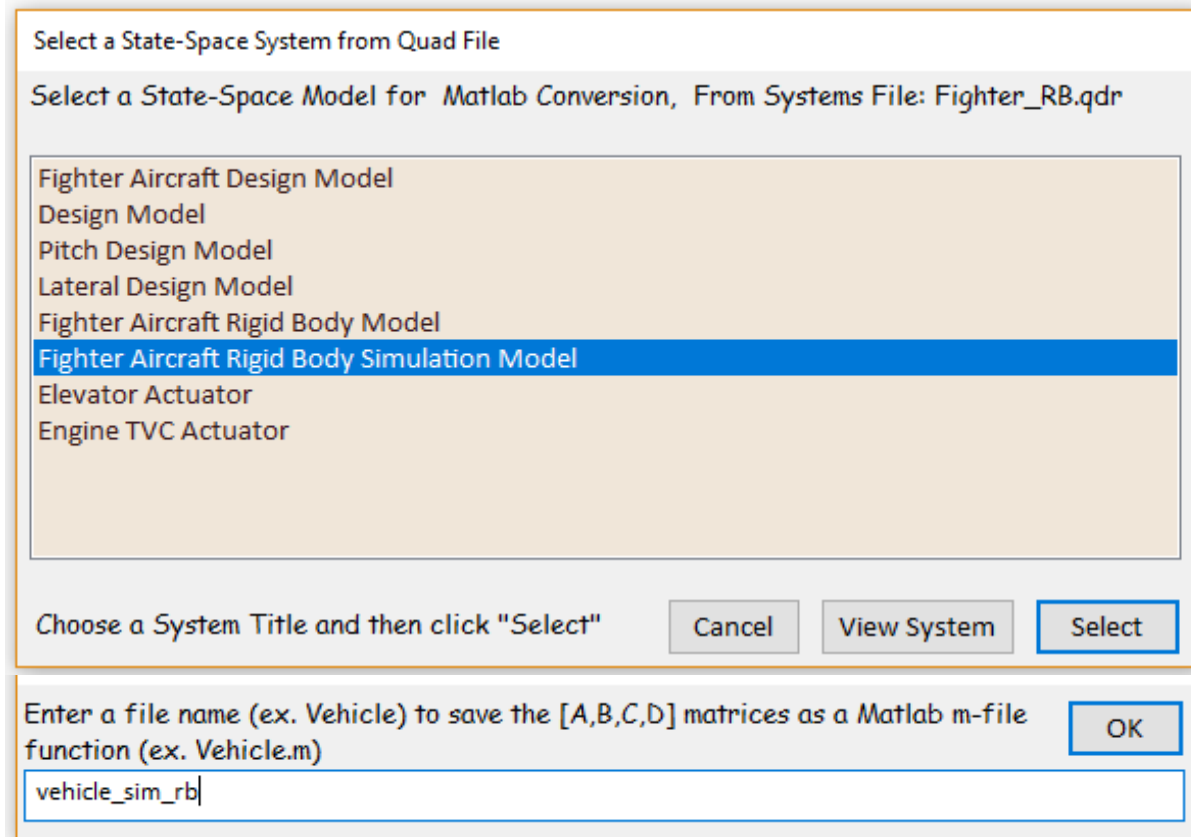 Select a State-Space System from Quad File
Select a State-Space Model for Matlab Conversion, From Systems File: Fighter_RB.qdr
Fighter Aircraft Design Model
Design Model
Pitch Design Model
Lateral Design Model
Fighter Aircraft Rigid Body Model
Fighter Aircraft Rigid Body Simulation Model
Elevator Actuator
Engine TVC Actuator
Choose a System Title and then click "Select" Cancel View System Select
Enter a file name (ex. Vehicle) to save the [A,B,C,D] matrices as a Matlab m-file
function (ex. Vehicle.m)
OK
vehicle_sim_rb